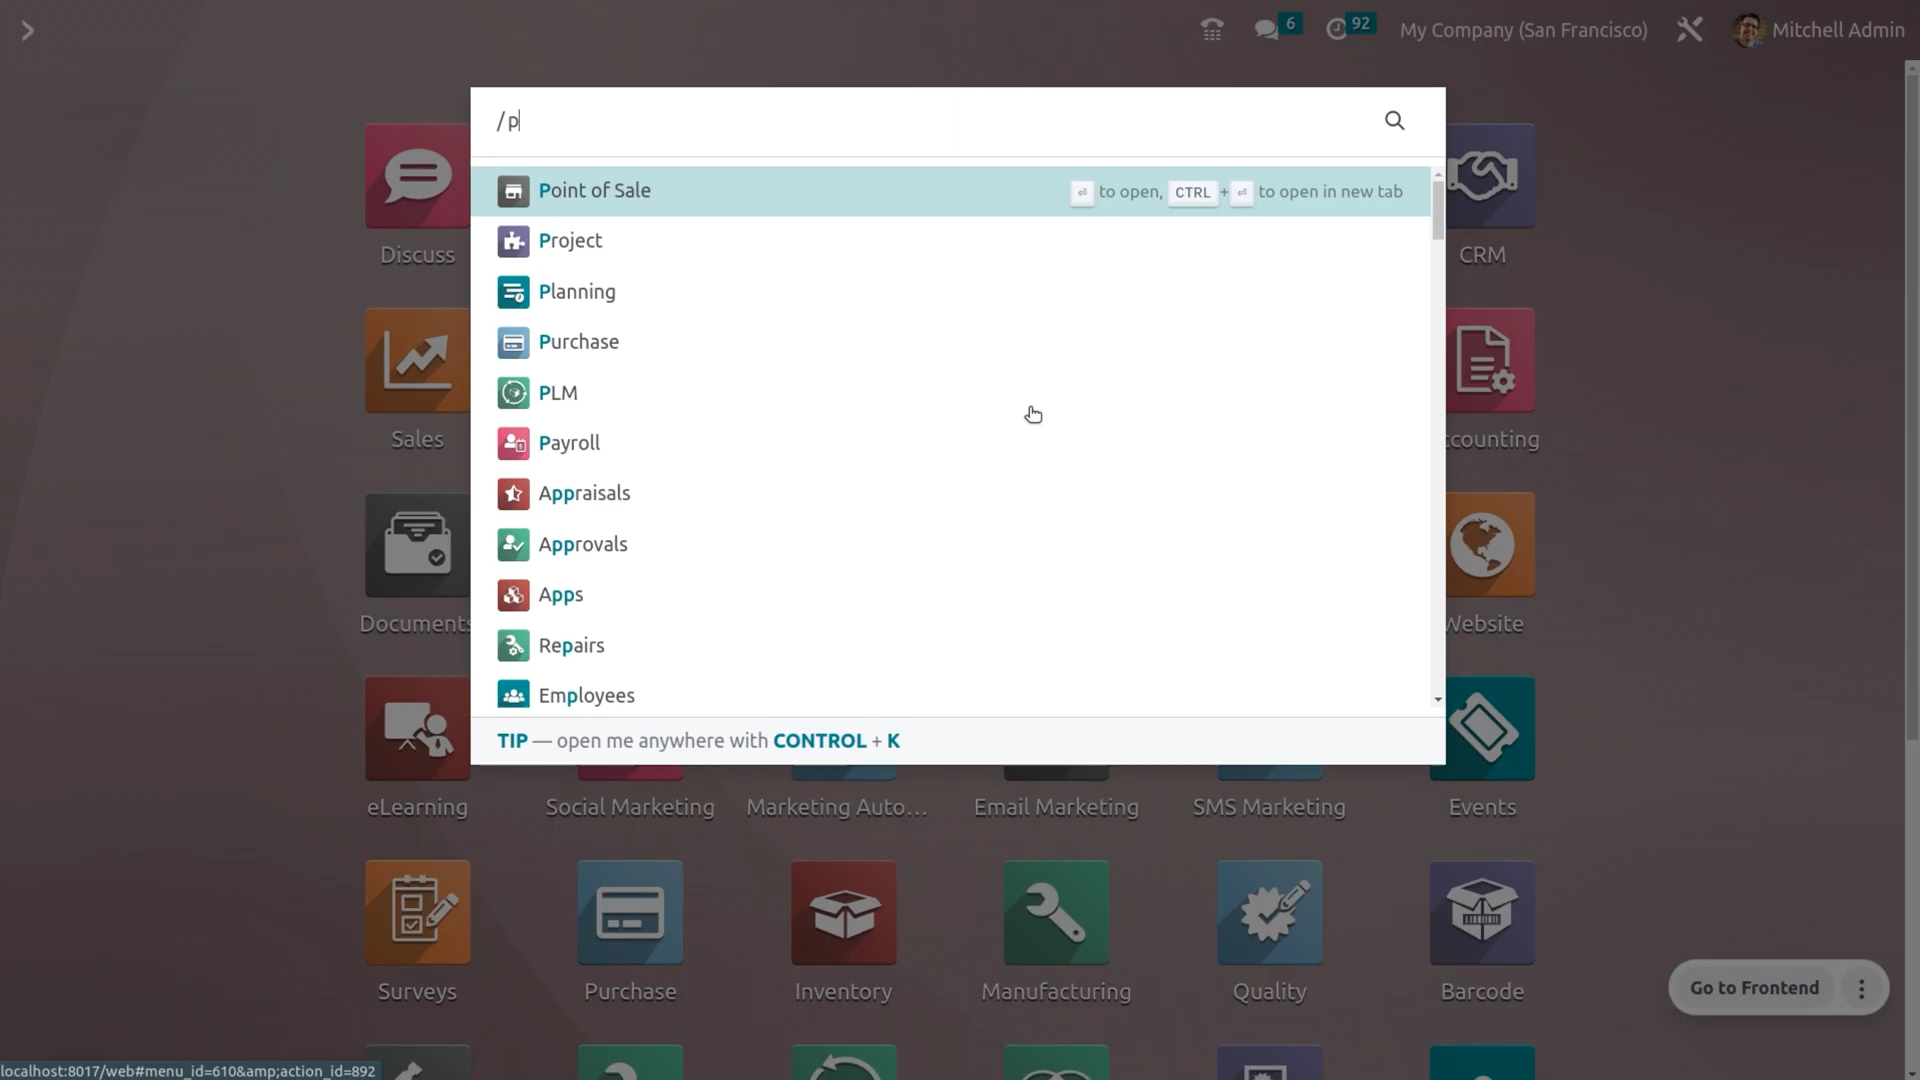 6
92
My Company (San Francisco)
Mitchell Admin
/ p
Point of Sale
⏎ to open, CTRL + ⏎ to open in new tab
Project
Planning
Purchase
PLM
Payroll
Appraisals
Approvals
Apps
Repairs
Employees
TIP — open me anywhere with CONTROL + K
Discuss
CRM
Sales
ccounting
Documents
Website
eLearning
Social Marketing
Marketing Auto...
Email Marketing
SMS Marketing
Events
Surveys
Purchase
Inventory
Manufacturing
Quality
Barcode
Go to Frontend
localhost:8017/web#menu_id=610&amp;action_id=892